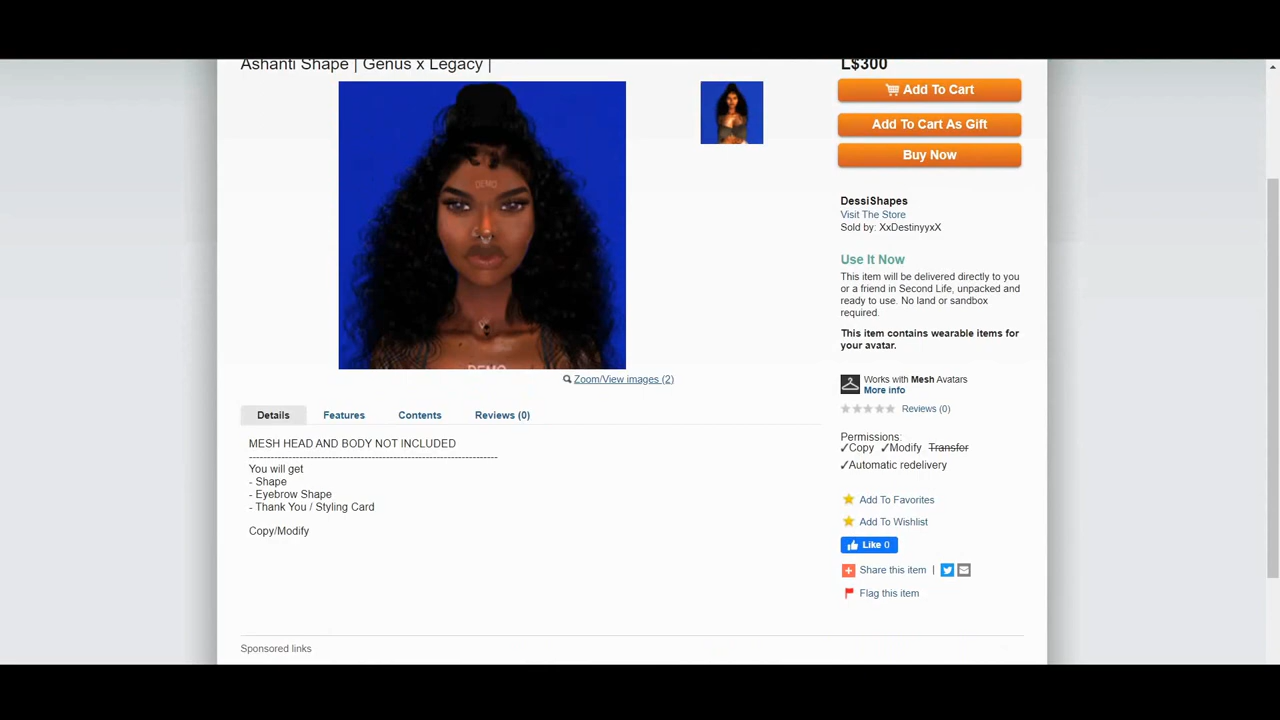 Ashanti Shape | Genus x Legacy |
L$300
Add To Cart
Add To Cart As Gift
Buy Now
DEMO
DEMO
Zoom/View images (2)
DessiShapes
Visit The Store
Sold by: XxDestinyyxX
Use It Now
This item will be delivered directly to you
or a friend in Second Life, unpacked and
ready to use. No land or sandbox
required.
This item contains wearable items for
your avatar.
Works with Mesh Avatars
More info
Reviews (0)
Permissions:
✓Copy ✓Modify Transfer
✓Automatic redelivery
Add To Favorites
Add To Wishlist
Like 0
Share this item |
Flag this item
Details Features Contents Reviews (0)
MESH HEAD AND BODY NOT INCLUDED
--------------------------------------------------------------------
You will get
- Shape
- Eyebrow Shape
- Thank You / Styling Card
Copy/Modify
Sponsored links